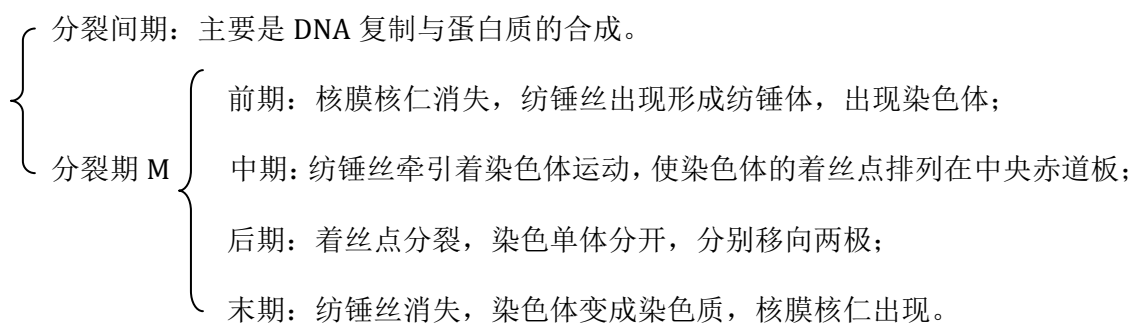 分裂间期：主要是 DNA 复制与蛋白质的合成。
前期：核膜核仁消失，纺锤丝出现形成纺锤体，出现染色体；
分裂期 M
中期：纺锤丝牵引着染色体运动，使染色体的着丝点排列在中央赤道板；
后期：着丝点分裂，染色单体分开，分别移向两极；
末期：纺锤丝消失，染色体变成染色质，核膜核仁出现。